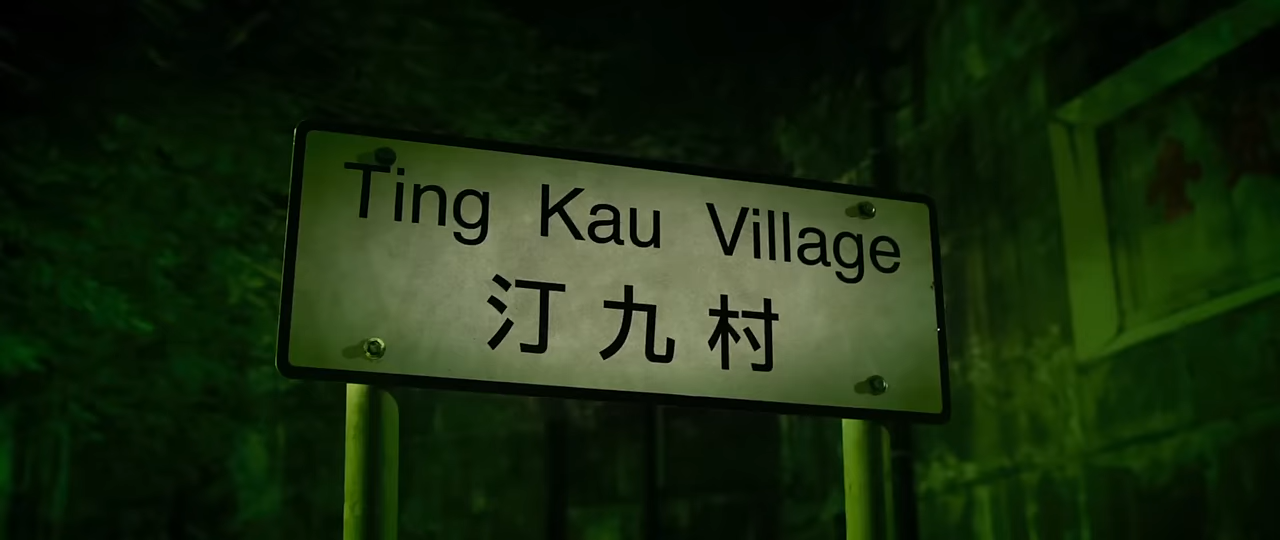 Ting Kau Village
汀九村